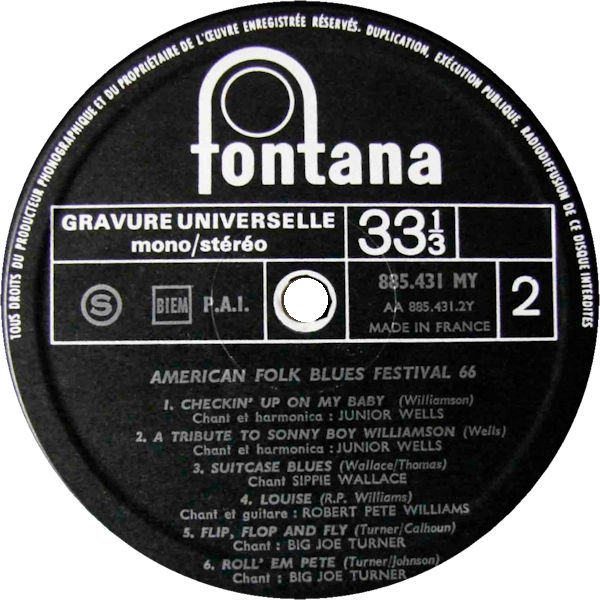 TOUS DROITS DU PRODUCTEUR PHONOGRAPHIQUE ET DU PROPRIÉTAIRE DE L'ŒUVRE ENREGISTRÉE RÉSERVÉS. DUPLICATION, EXÉCUTION PUBLIQUE, RADIODIFFUSION DE CE DISQUE INTERDITES
fontana
GRAVURE UNIVERSELLE
mono/stéréo
33 1/3
S
BIEM
P.A.I.
885.431 MY
AA 885.431.2Y
MADE IN FRANCE
2
AMERICAN FOLK BLUES FESTIVAL 66
1. CHECKIN' UP ON MY BABY (Williamson)
Chant et harmonica : JUNIOR WELLS
2. A TRIBUTE TO SONNY BOY WILLIAMSON (Wells)
Chant et harmonica : JUNIOR WELLS
3. SUITCASE BLUES (Wallace/Thomas)
Chant SIPPIE WALLACE
4. LOUISE (R.P. Williams)
Chant et guitare : ROBERT PETE WILLIAMS
5. FLIP, FLOP AND FLY (Turner/Calhoun)
Chant : BIG JOE TURNER
6. ROLL' EM PETE (Turner/Johnson)
Chant : BIG JOE TURNER